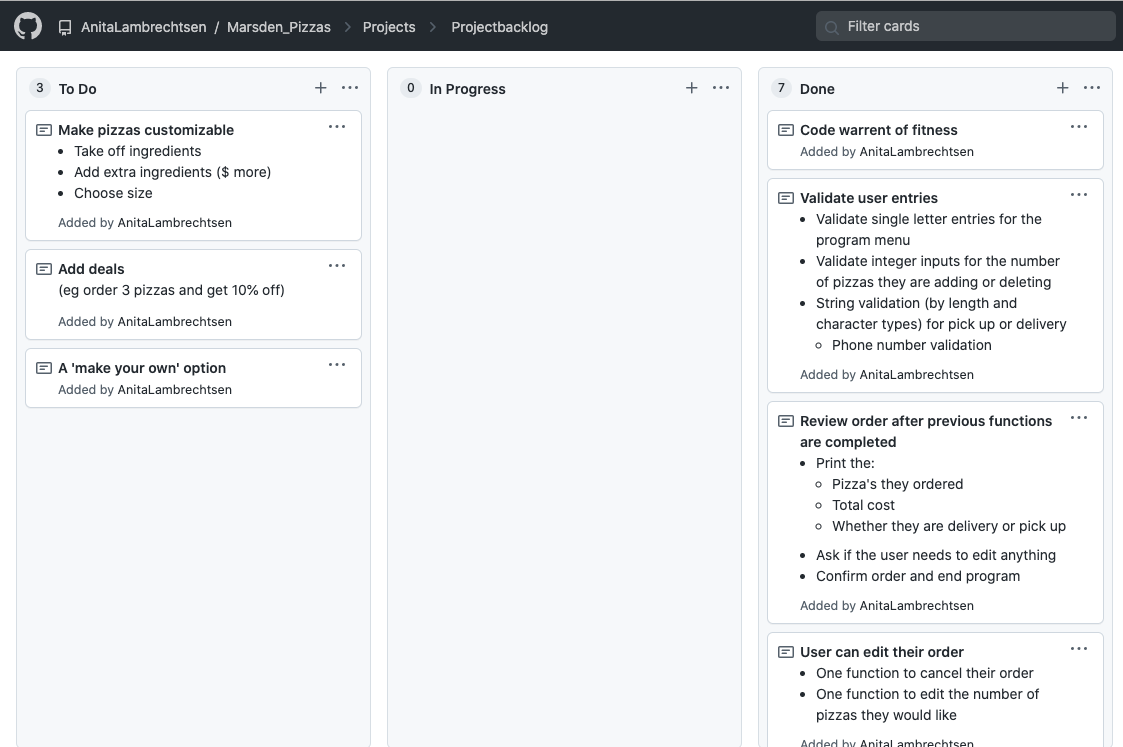 AnitaLambrechtsen / Marsden_Pizzas > Projects > Projectbacklog
Filter cards
3 To Do
Make pizzas customizable
Take off ingredients
Add extra ingredients ($ more)
Choose size
Added by AnitaLambrechtsen
Add deals
(eg order 3 pizzas and get 10% off)
Added by AnitaLambrechtsen
A 'make your own' option
Added by AnitaLambrechtsen
0 In Progress
7 Done
Code warrent of fitness
Added by AnitaLambrechtsen
Validate user entries
Validate single letter entries for the
program menu
Validate integer inputs for the number
of pizzas they are adding or deleting
String validation (by length and
character types) for pick up or delivery
Phone number validation
Added by AnitaLambrechtsen
Review order after previous functions
are completed
Print the:
Pizza's they ordered
Total cost
Whether they are delivery or pick up
Ask if the user needs to edit anything
Confirm order and end program
Added by AnitaLambrechtsen
User can edit their order
One function to cancel their order
One function to edit the number of
pizzas they would like
Added by AnitaLambrechtsen